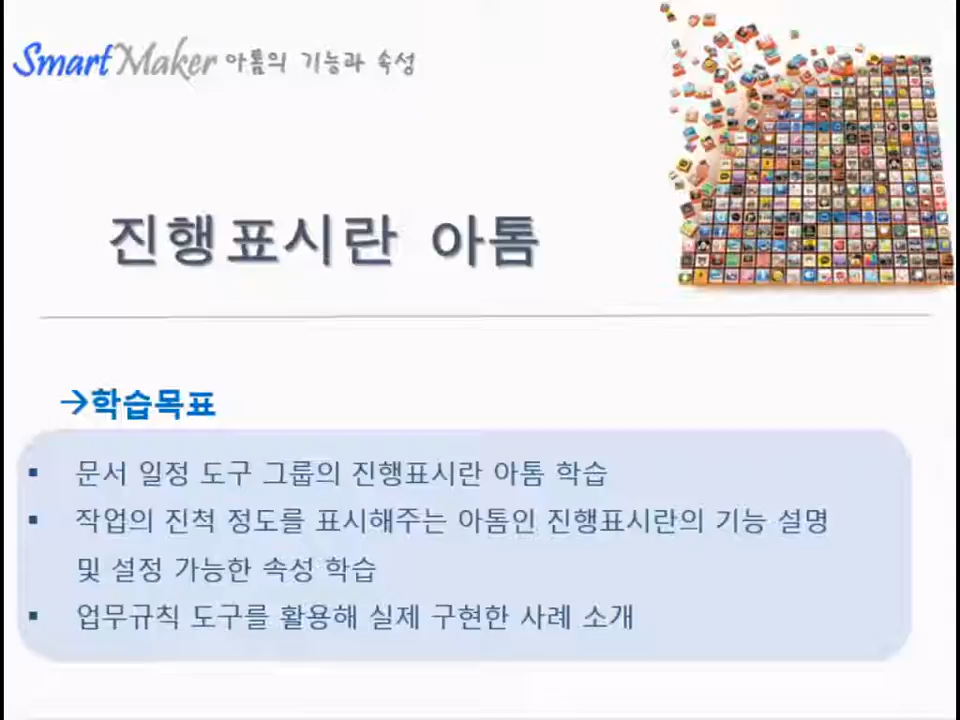 SmartMaker 아톰의 기능과 속성
진행표시란 아톰
→학습목표
▪ 문서 일정 도구 그룹의 진행표시란 아톰 학습
▪ 작업의 진척 정도를 표시해주는 아톰인 진행표시란의 기능 설명
및 설정 가능한 속성 학습
▪ 업무규칙 도구를 활용해 실제 구현한 사례 소개